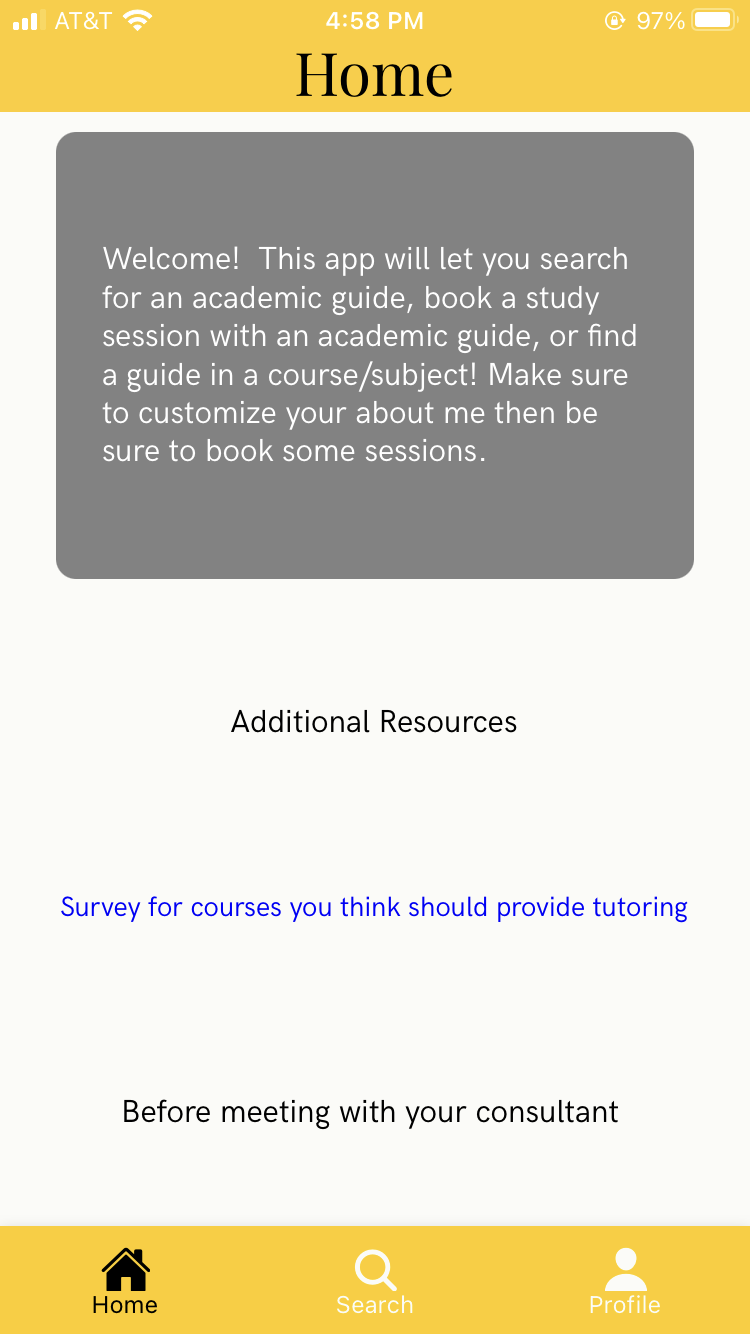 AT&T 4:58 PM 97%
Home
Welcome!  This app will let you search
for an academic guide, book a study
session with an academic guide, or find
a guide in a course/subject! Make sure
to customize your about me then be
sure to book some sessions.
Additional Resources
Survey for courses you think should provide tutoring
Before meeting with your consultant
Home Search Profile